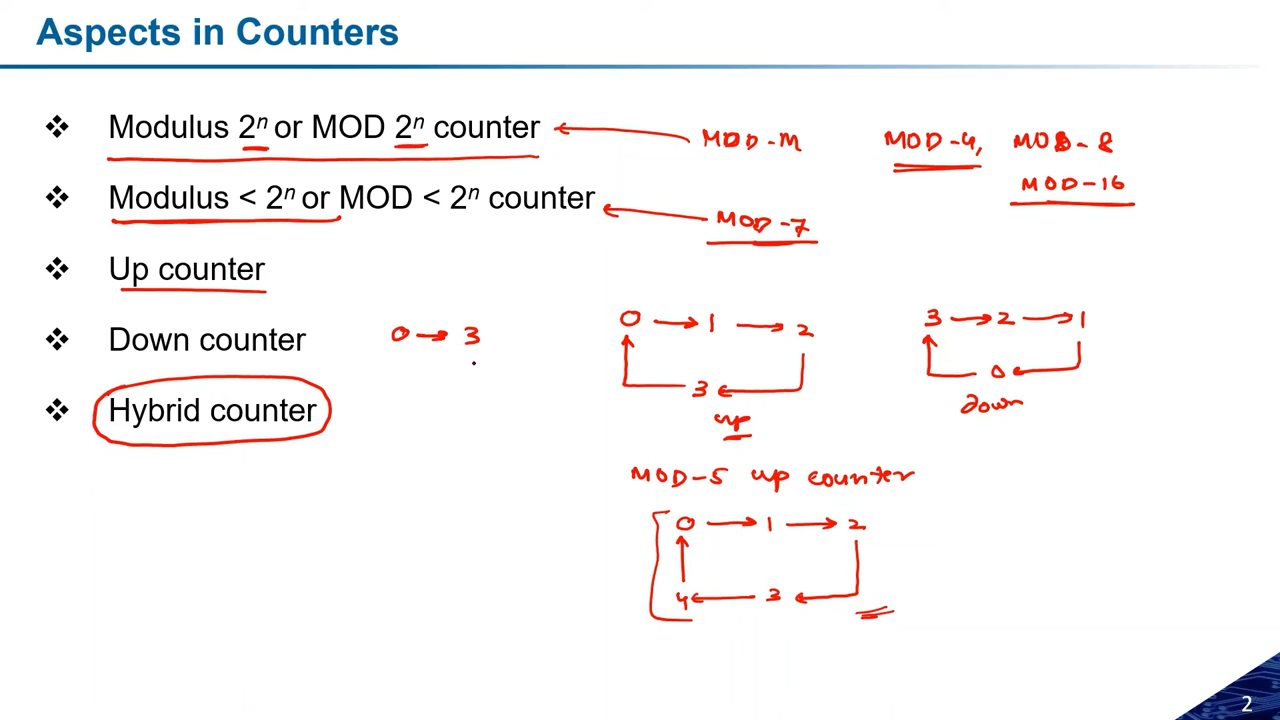 Aspects in Counters
❖ Modulus 2ⁿ or MOD 2ⁿ counter
MOD-M
MOD-4, MOD-8
MOD-16
❖ Modulus < 2ⁿ or MOD < 2ⁿ counter
MOD-7
❖ Up counter
❖ Down counter
0 → 3
0 → 1 → 2
3
up
3 → 2 → 1
0
down
❖ Hybrid counter
MOD-5 up counter
0 → 1 → 2
4 ← 3
2